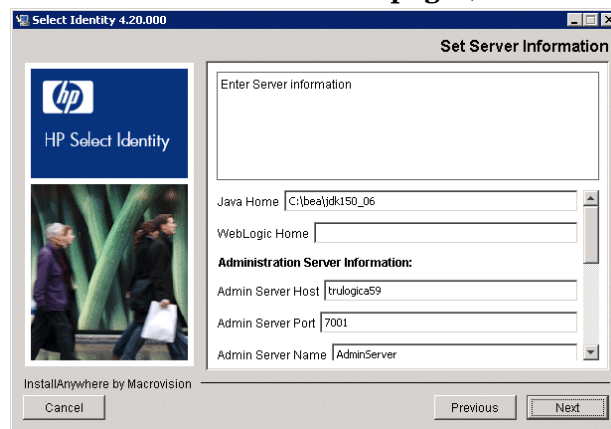 Select Identity 4.20.000
Set Server Information
hp
HP Select Identity
Enter Server information
Java Home C:\bea\jdk150_06
WebLogic Home
Administration Server Information:
Admin Server Host trulogica59
Admin Server Port 7001
Admin Server Name AdminServer
InstallAnywhere by Macrovision
Cancel
Previous
Next